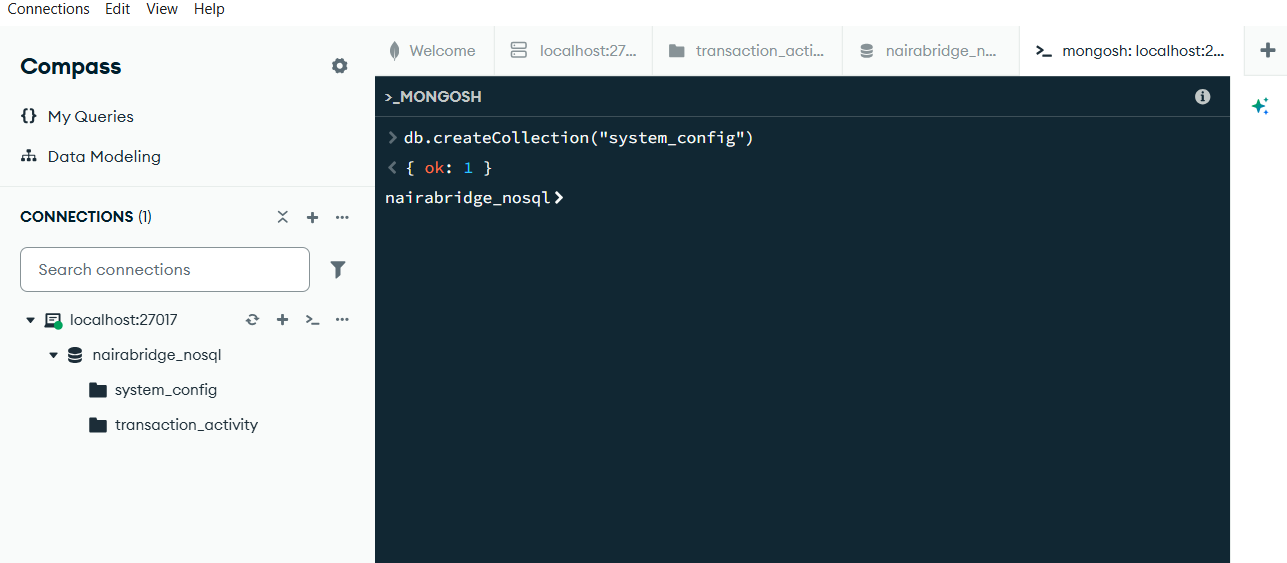 Connections Edit View Help
Compass
My Queries
Data Modeling
CONNECTIONS (1)
Search connections
localhost:27017
nairabridge_nosql
system_config
transaction_activity
Welcome localhost:27... transaction_acti... nairabridge_n... mongosh: localhost:2...
>_MONGOSH
> db.createCollection("system_config")
< { ok: 1 }
nairabridge_nosql>